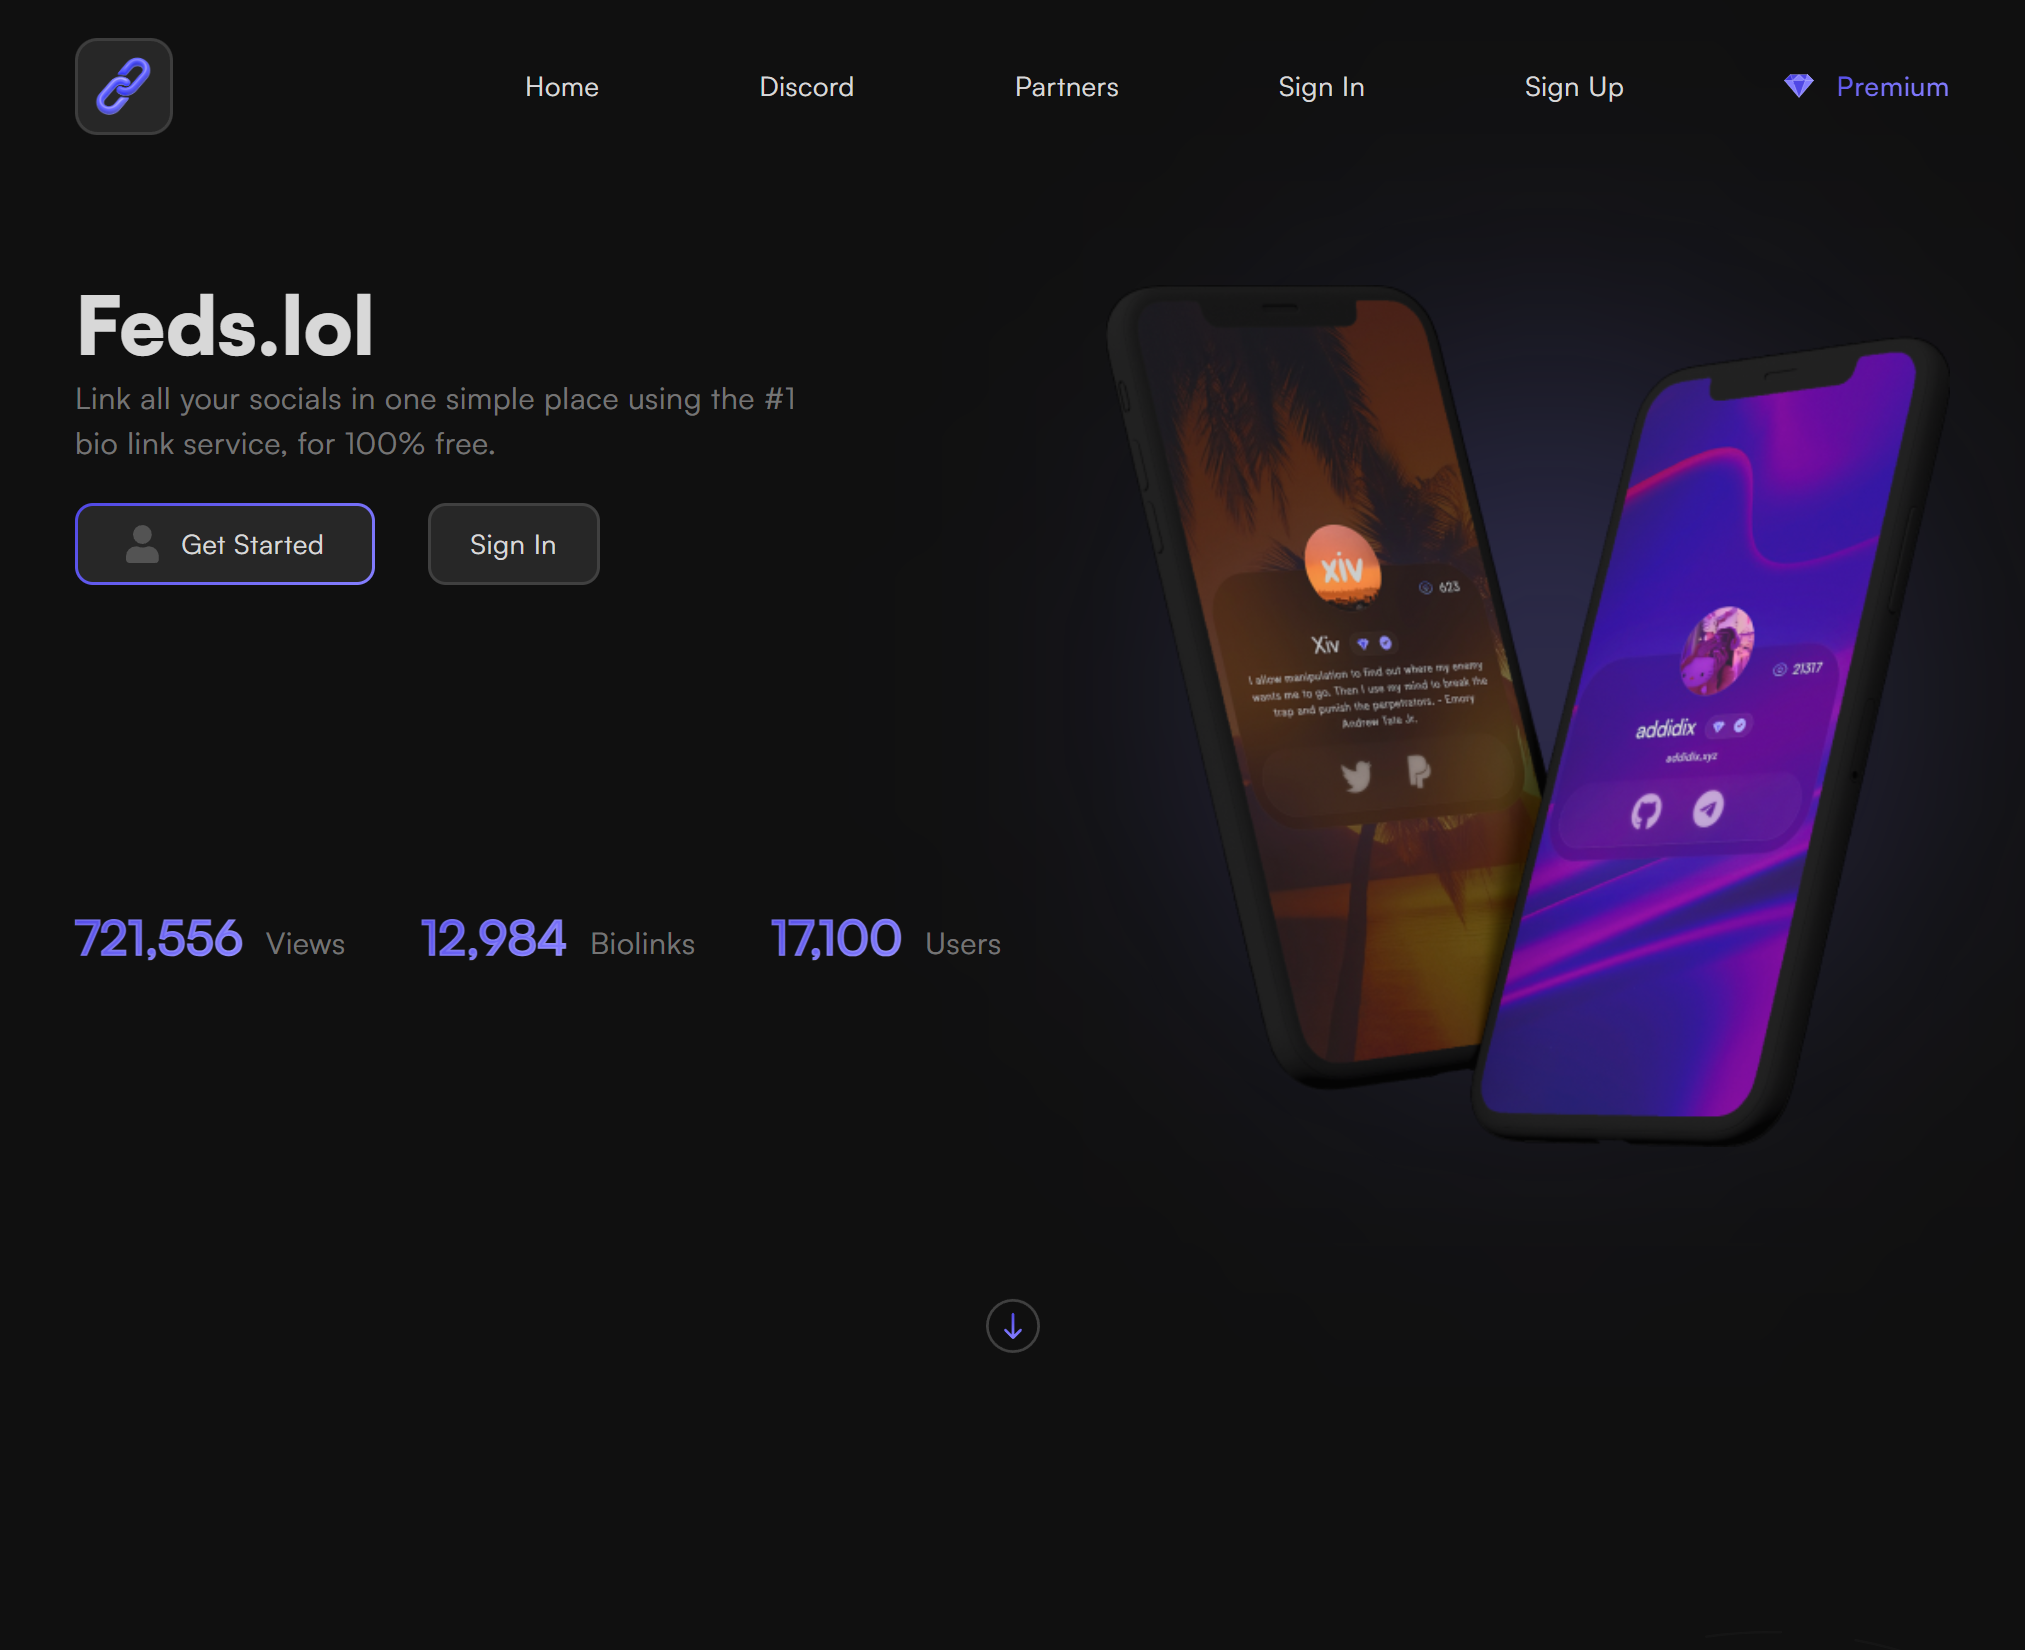 Home
Discord
Partners
Sign In
Sign Up
Premium
Feds.lol
Link all your socials in one simple place using the #1
bio link service, for 100% free.
Get Started
Sign In
721,556 Views
12,984 Biolinks
17,100 Users
xiv
623
Xiv
I allow manipulation to find out where my enemy
wants me to go. Then I use my mind to break the
trap and punish the perpetrators. - Emory
Andrew Tate Jr.
21317
addidix
addidix.xyz